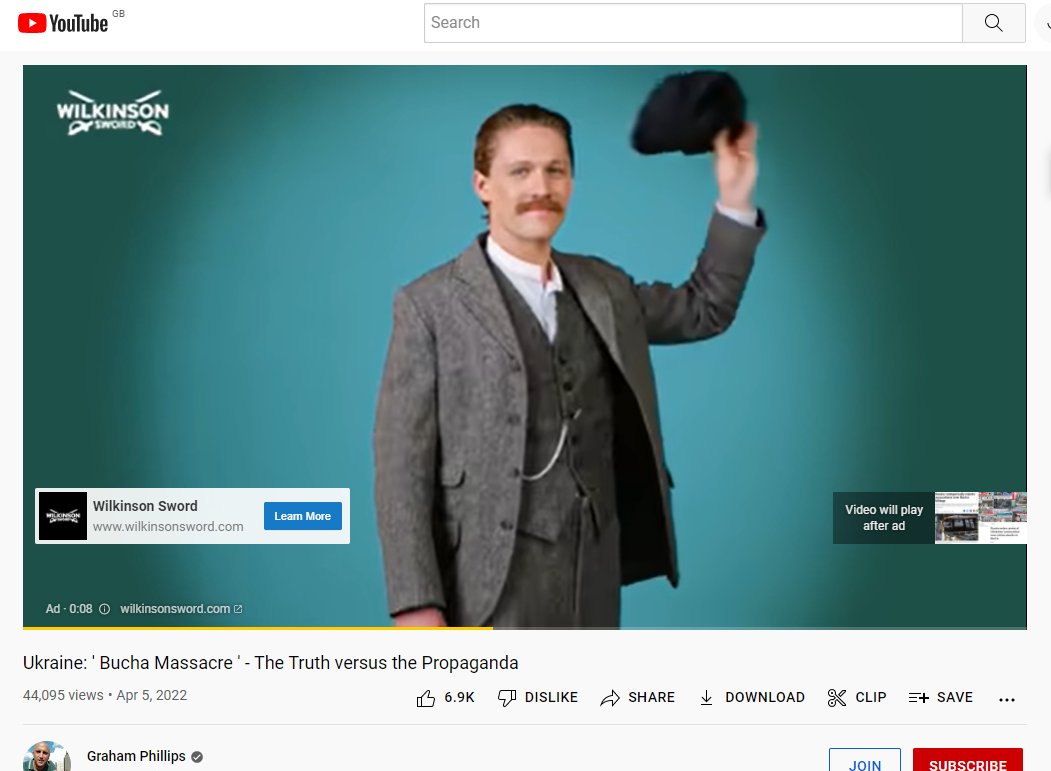 YouTube GB
Search
WILKINSON
SWORD
WILKINSON
SWORD
Wilkinson Sword
www.wilkinsonsword.com
Learn More
Video will play
after ad
Ad · 0:08 wilkinsonsword.com
Ukraine: ' Bucha Massacre ' - The Truth versus the Propaganda
44,095 views • Apr 5, 2022
6.9K DISLIKE SHARE DOWNLOAD CLIP SAVE ...
Graham Phillips
JOIN SUBSCRIBE